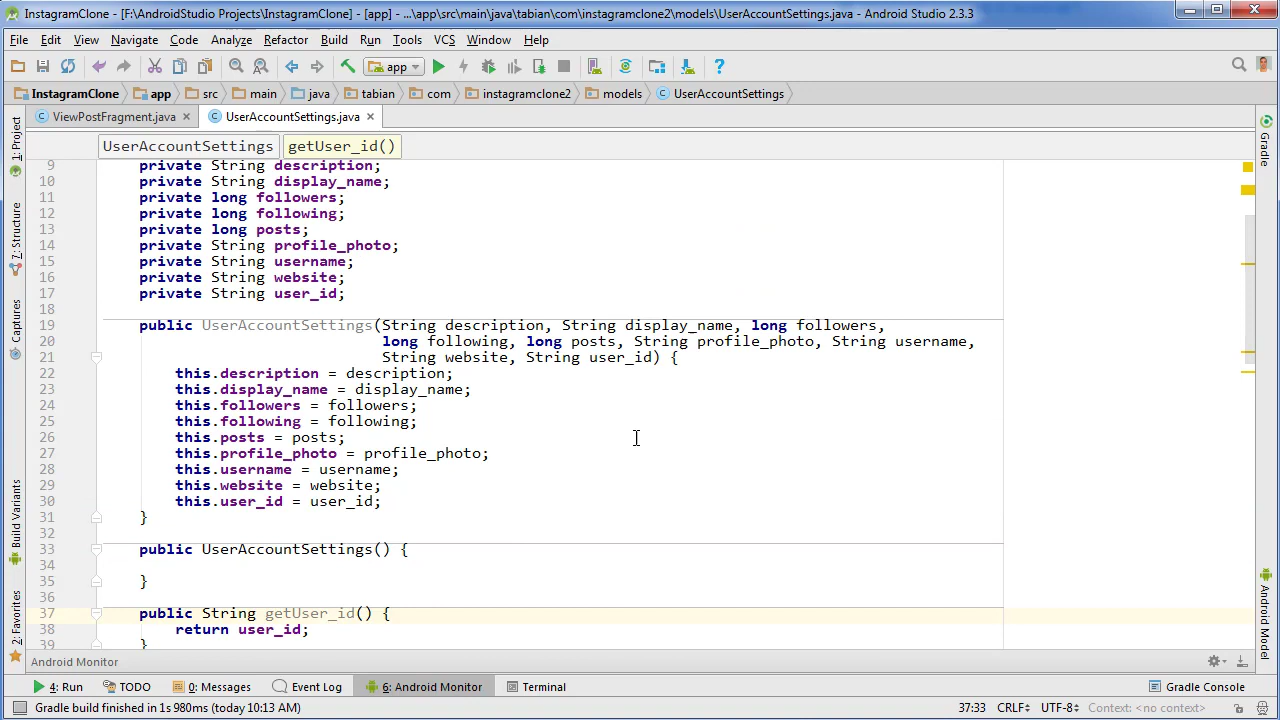 InstagramClone - [F:\AndroidStudio Projects\InstagramClone] - [app] - ...\app\src\main\java\tabian\com\instagramclone2\models\UserAccountSettings.java - Android Studio 2.3.3
File Edit View Navigate Code Analyze Refactor Build Run Tools VCS Window Help
app
InstagramClone app src main java tabian com instagramclone2 models UserAccountSettings
ViewPostFragment.java UserAccountSettings.java
UserAccountSettings getUser_id()
9 private String description;
10 private String display_name;
11 private long followers;
12 private long following;
13 private long posts;
14 private String profile_photo;
15 private String username;
16 private String website;
17 private String user_id;
18
19 public UserAccountSettings(String description, String display_name, long followers,
20 long following, long posts, String profile_photo, String username,
21 String website, String user_id) {
22 this.description = description;
23 this.display_name = display_name;
24 this.followers = followers;
25 this.following = following;
26 this.posts = posts;
27 this.profile_photo = profile_photo;
28 this.username = username;
29 this.website = website;
30 this.user_id = user_id;
31 }
32
33 public UserAccountSettings() {
34
35 }
36
37 public String getUser_id() {
38 return user_id;
39 }
1: Project
7: Structure
Captures
Build Variants
2: Favorites
Gradle
Android Model
Android Monitor
4: Run TODO 0: Messages Event Log 6: Android Monitor Terminal Gradle Console
Gradle build finished in 1s 980ms (today 10:13 AM) 37:33 CRLF UTF-8 Context: <no context>